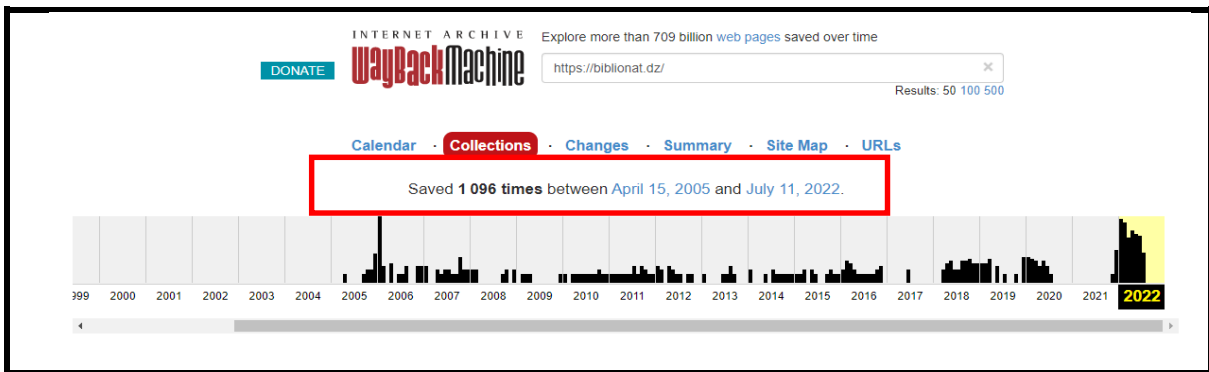 INTERNET ARCHIVE
Explore more than 709 billion web pages saved over time
DONATE
WayBackMachine
https://biblionat.dz/ ×
Results: 50 100 500
Calendar · Collections · Changes · Summary · Site Map · URLs
Saved 1 096 times between April 15, 2005 and July 11, 2022.
999 2000 2001 2002 2003 2004 2005 2006 2007 2008 2009 2010 2011 2012 2013 2014 2015 2016 2017 2018 2019 2020 2021 2022